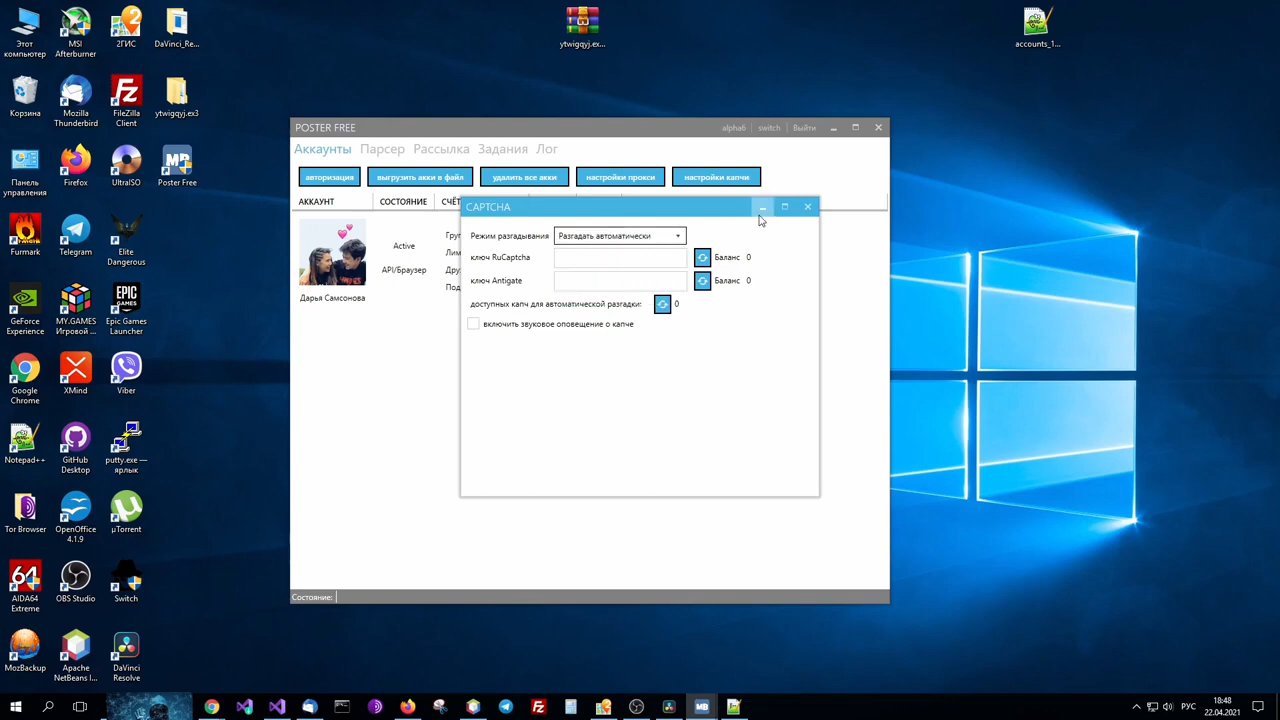 Этот
компьютер
MSI
Afterburner
2ГИС
DaVinci_Re...
ytwigqyj.ex...
accounts_1...
Корзина
Mozilla
Thunderbird
FileZilla
Client
ytwigqyj.ex3
Панель
управления
Firefox
UltraISO
Poster Free
Furmark
Telegram
Elite
Dangerous
GeForce
Experience
MY.GAMES
Игровой ...
Epic Games
Launcher
Google
Chrome
XMind
Viber
Notepad++
GitHub
Desktop
putty.exe —
ярлык
Tor Browser
OpenOffice
4.1.9
µTorrent
AIDA64
Extreme
OBS Studio
Switch
MozBackup
Apache
NetBeans I...
DaVinci
Resolve
POSTER FREE
alpha6 switch Выйти
Аккаунты Парсер Рассылка Задания Лог
авторизация выгрузить акки в файл удалить все акки настройки прокси настройки капчи
АККАУНТ СОСТОЯНИЕ СЧЁТ
Active
API/Браузер
Дарья Самсонова
Груп
Лим
Дру
Под
CAPTCHA
Режим разгадывания Разгадать автоматически
ключ RuCaptcha Баланс 0
ключ Antigate Баланс 0
доступных капч для автоматической разгадки: 0
включить звуковое оповещение о капче
Состояние:
РУС
18:48
22.04.2021